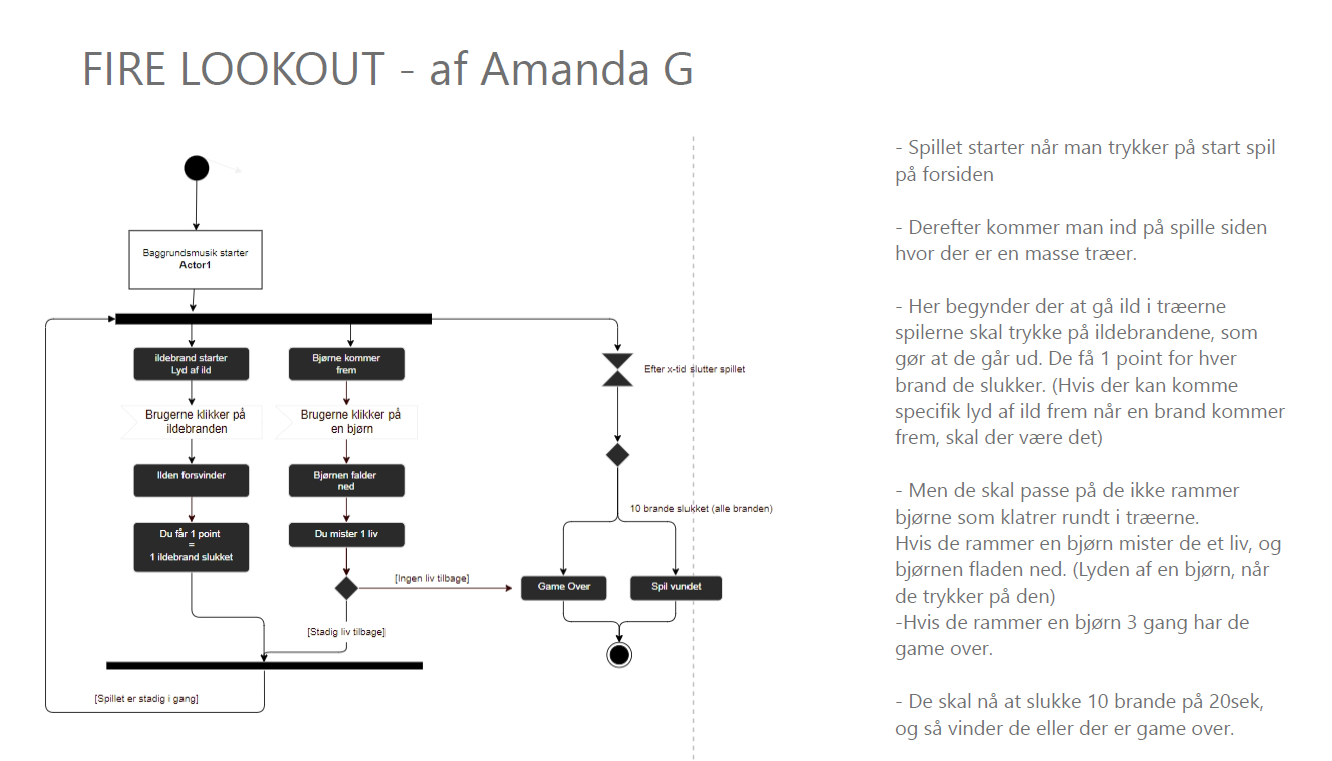 FIRE LOOKOUT - af Amanda G
Baggrundsmusik starter
Actor1
ildebrand starter
Lyd af ild
Bjørne kommer
frem
Efter x-tid slutter spillet
Brugerne klikker på
ildebranden
Brugerne klikker på
en bjørn
Ilden forsvinder
Bjørnen falder
ned
10 brande slukket (alle branden)
Du får 1 point
=
1 ildebrand slukket
Du mister 1 liv
[Ingen liv tilbage]
Game Over
Spil vundet
[Stadig liv tilbage]
[Spillet er stadig i gang]
- Spillet starter når man trykker på start spil
på forsiden
- Derefter kommer man ind på spille siden
hvor der er en masse træer.
- Her begynder der at gå ild i træerne
spilerne skal trykke på ildebrandene, som
gør at de går ud. De få 1 point for hver
brand de slukker. (Hvis der kan komme
specifik lyd af ild frem når en brand kommer
frem, skal der være det)
- Men de skal passe på de ikke rammer
bjørne som klatrer rundt i træerne.
Hvis de rammer en bjørn mister de et liv, og
bjørnen fladen ned. (Lyden af en bjørn, når
de trykker på den)
-Hvis de rammer en bjørn 3 gang har de
game over.
- De skal nå at slukke 10 brande på 20sek,
og så vinder de eller der er game over.